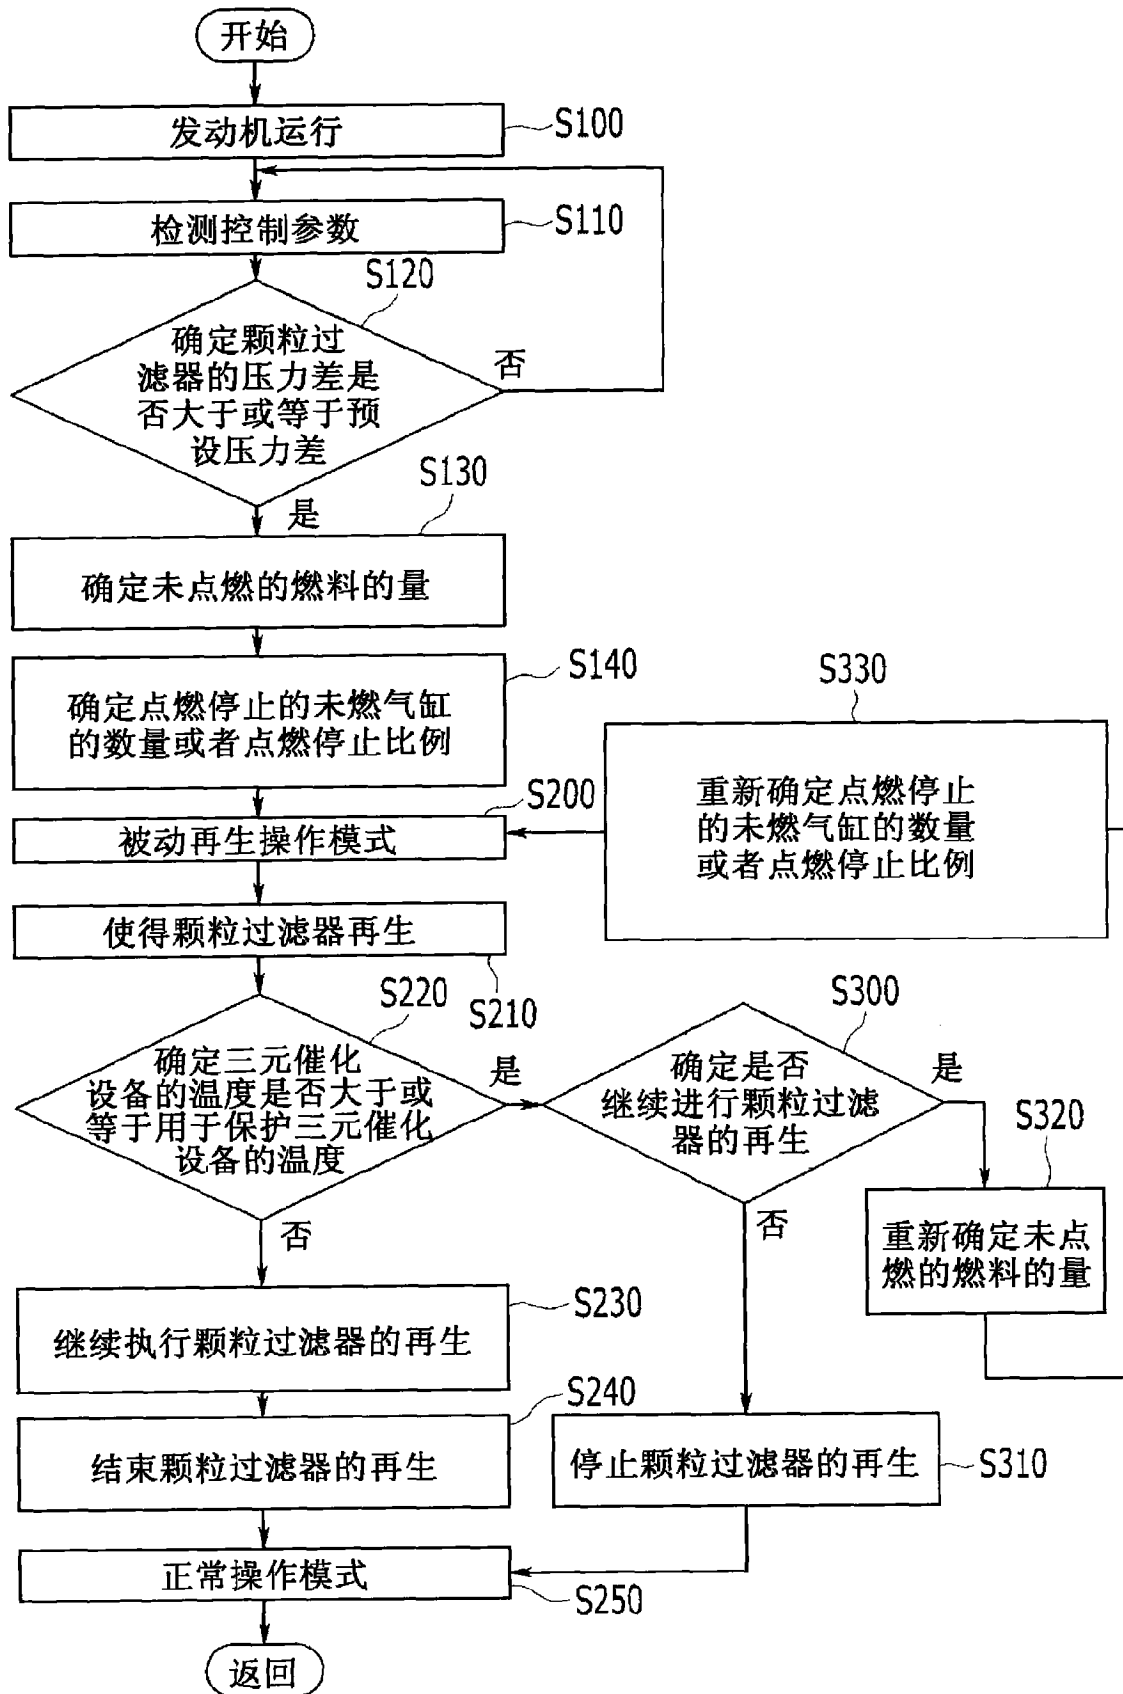 开始
发动机运行
S100
检测控制参数
S110
S120
确定颗粒过
滤器的压力差是
否大于或等于预
设压力差
否
是
S130
确定未点燃的燃料的量
S140
确定点燃停止的未燃气缸
的数量或者点燃停止比例
S330
重新确定点燃停止
的未燃气缸的数量
或者点燃停止比例
S200
被动再生操作模式
使得颗粒过滤器再生
S210
S220
确定三元催化
设备的温度是否大于或
等于用于保护三元催化
设备的温度
是
否
S300
确定是否
继续进行颗粒过滤
器的再生
是
否
S320
重新确定未点
燃的燃料的量
S230
继续执行颗粒过滤器的再生
S240
结束颗粒过滤器的再生
停止颗粒过滤器的再生
S310
正常操作模式
S250
返回